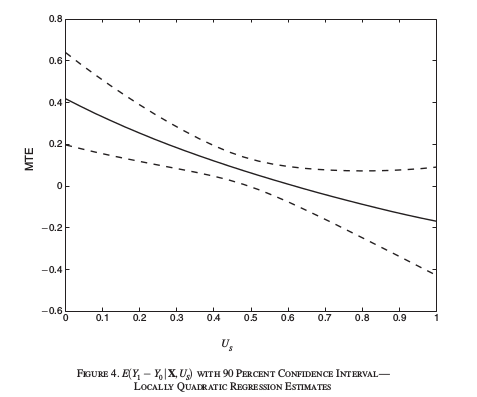 0.8
0.6
0.4
0.2
0
−0.2
−0.4
−0.6
MTE
0 0.1 0.2 0.3 0.4 0.5 0.6 0.7 0.8 0.9 1
U_S
FIGURE 4. E(Y₁ − Y₀ | X, U_S) WITH 90 PERCENT CONFIDENCE INTERVAL—
LOCALLY QUADRATIC REGRESSION ESTIMATES